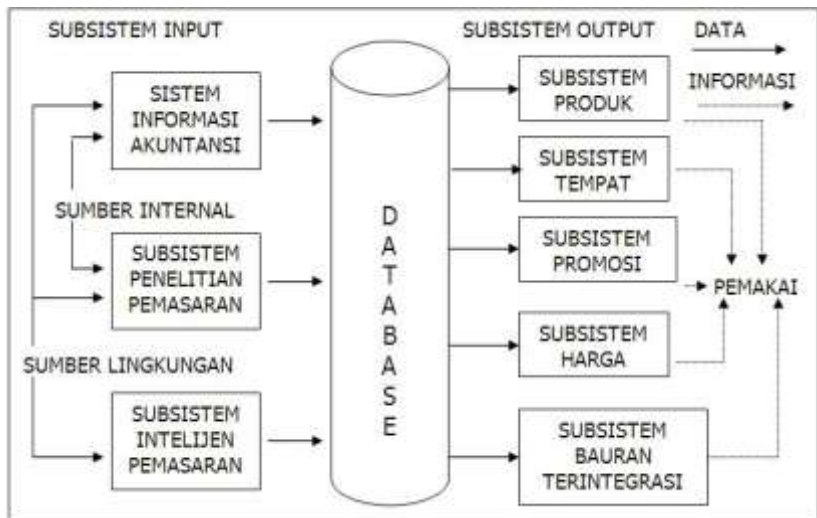 SUBSISTEM INPUT
SUBSISTEM OUTPUT
DATA
INFORMASI
SISTEM
INFORMASI
AKUNTANSI
SUMBER INTERNAL
SUBSISTEM
PENELITIAN
PEMASARAN
SUMBER LINGKUNGAN
SUBSISTEM
INTELIJEN
PEMASARAN
DATABASE
SUBSISTEM
PRODUK
SUBSISTEM
TEMPAT
SUBSISTEM
PROMOSI
SUBSISTEM
HARGA
SUBSISTEM
BAURAN
TERINTEGRASI
PEMAKAI